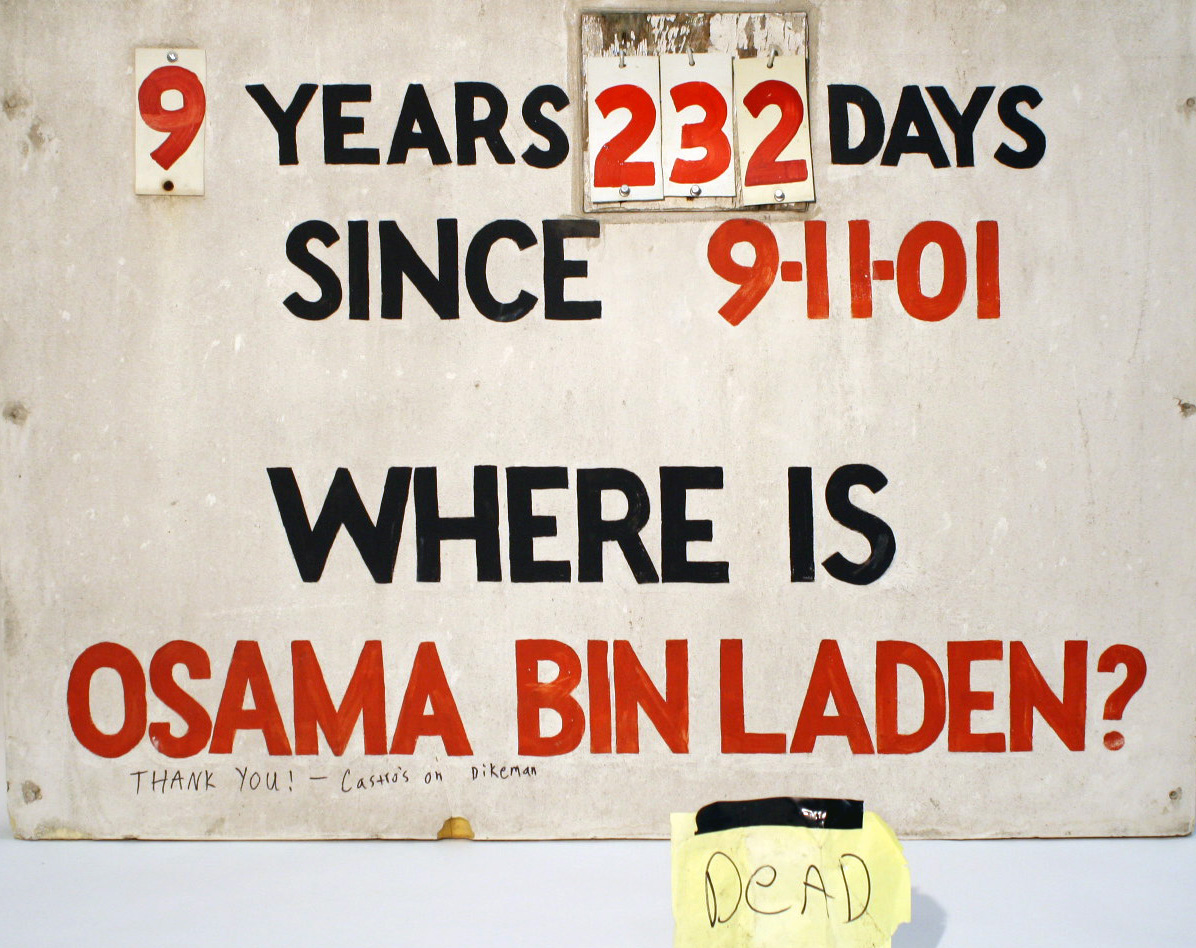 9 YEARS 232 DAYS
SINCE 9-11-01
WHERE IS
OSAMA BIN LADEN?
THANK YOU! - Castro's on Dikeman
DeAD